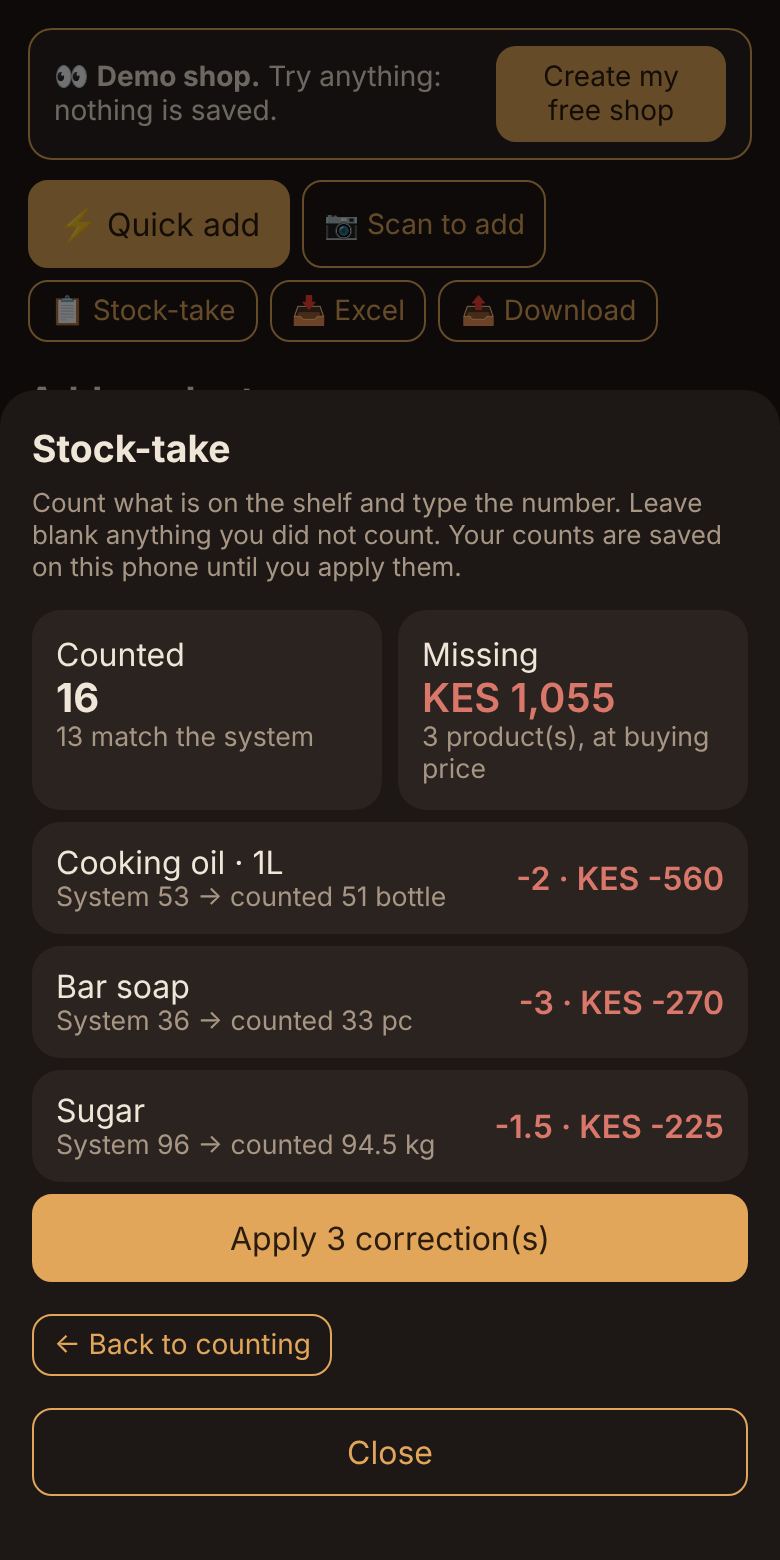 👀 Demo shop. Try anything:
nothing is saved.
Create my
free shop
⚡ Quick add
📷 Scan to add
📋 Stock-take
📥 Excel
📤 Download
Stock-take
Count what is on the shelf and type the number. Leave
blank anything you did not count. Your counts are saved
on this phone until you apply them.
Counted
16
13 match the system
Missing
KES 1,055
3 product(s), at buying
price
Cooking oil · 1L
System 53 → counted 51 bottle
-2 · KES -560
Bar soap
System 36 → counted 33 pc
-3 · KES -270
Sugar
System 96 → counted 94.5 kg
-1.5 · KES -225
Apply 3 correction(s)
← Back to counting
Close